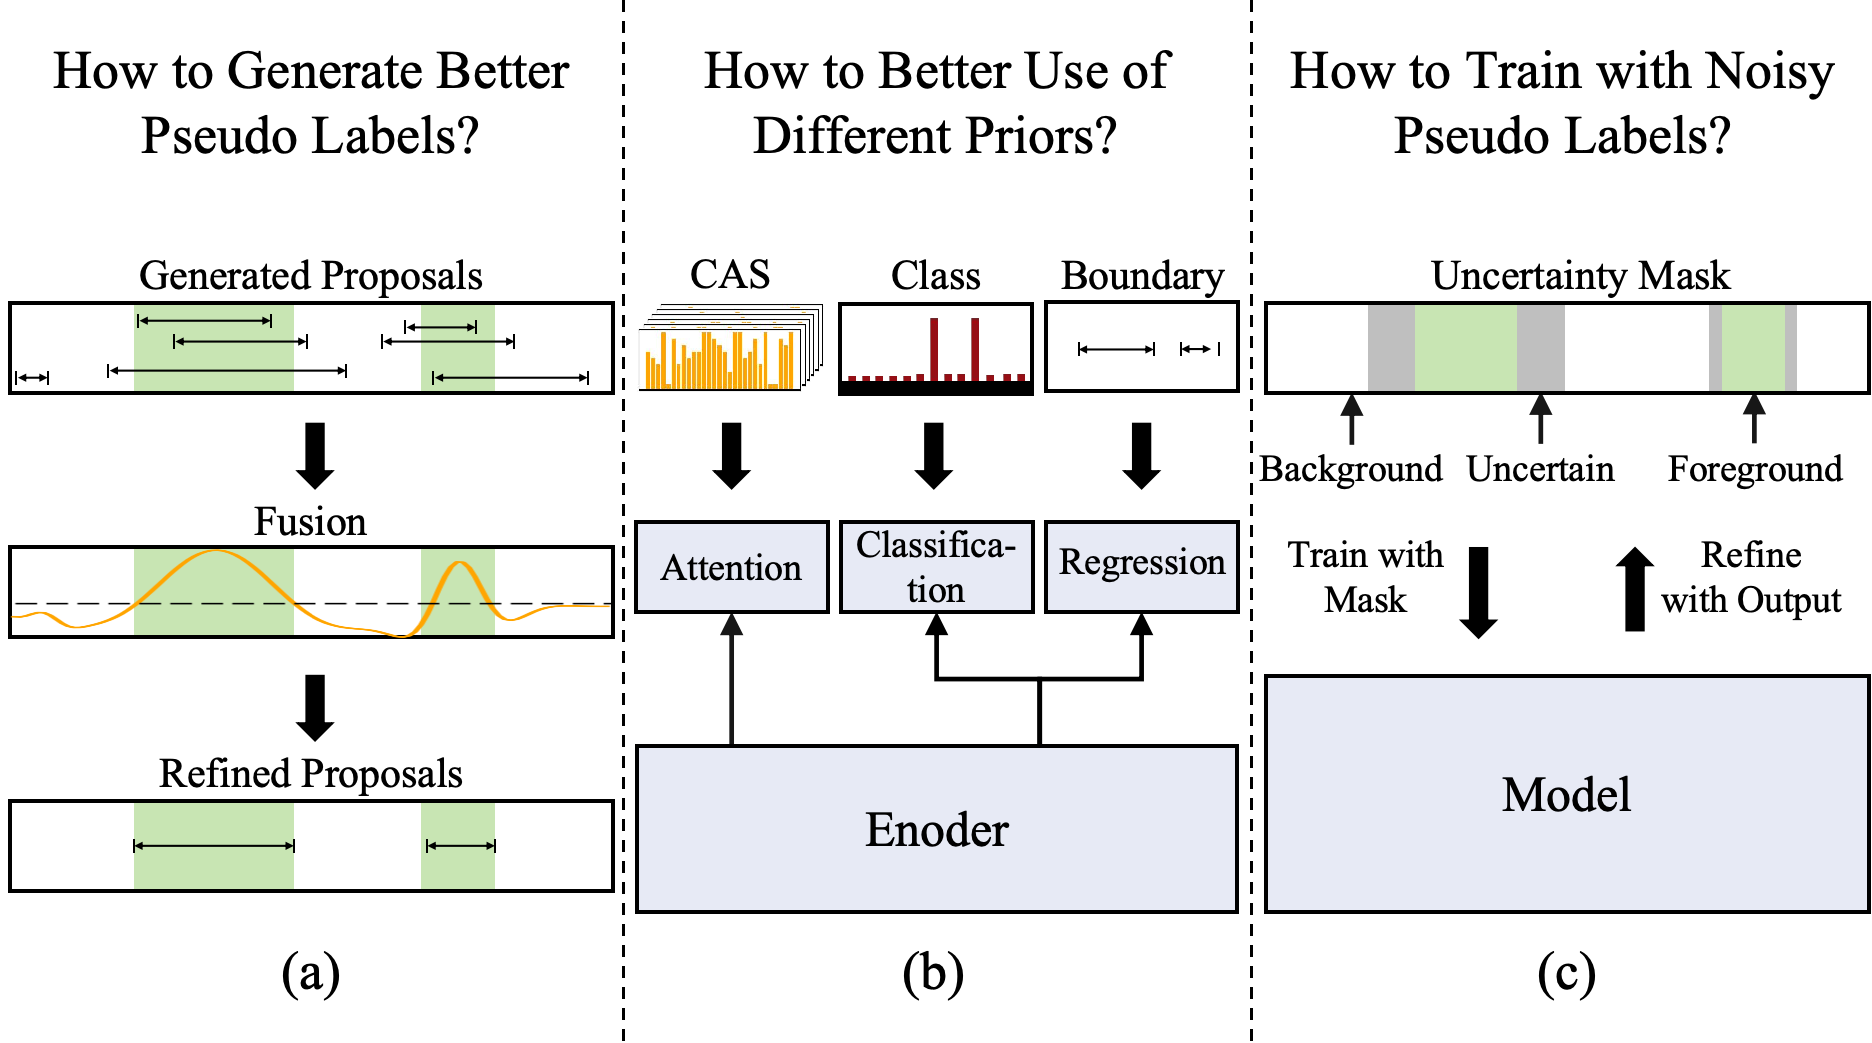 How to Generate Better
Pseudo Labels?
Generated Proposals
Fusion
Refined Proposals
(a)
How to Better Use of
Different Priors?
CAS
Class
Boundary
Attention
Classifica-
tion
Regression
Enoder
(b)
How to Train with Noisy
Pseudo Labels?
Uncertainty Mask
Background
Uncertain
Foreground
Train with
Mask
Refine
with Output
Model
(c)